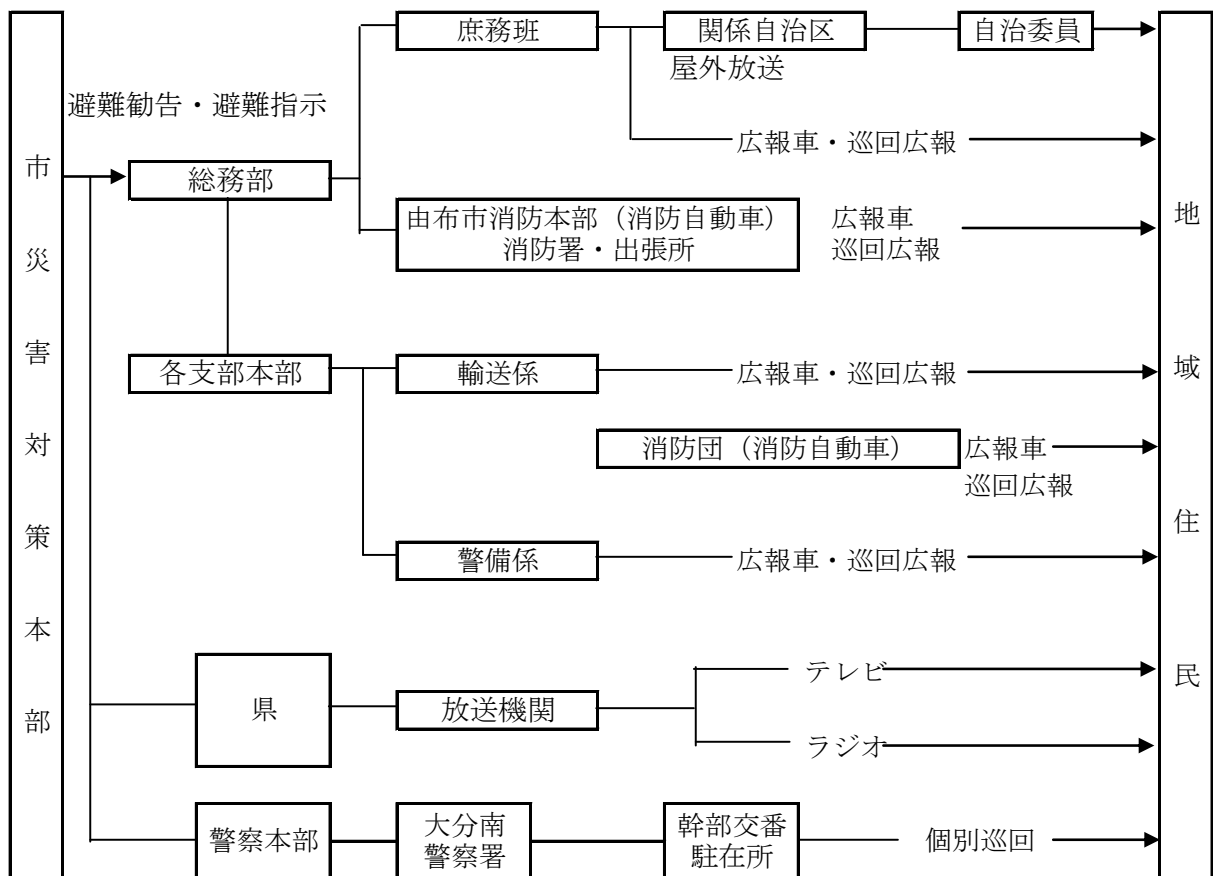 市災害対策本部
避難勧告・避難指示
総務部
庶務班
関係自治区
屋外放送
自治委員
広報車・巡回広報
由布市消防本部（消防自動車）
消防署・出張所
広報車
巡回広報
各支部本部
輸送係
広報車・巡回広報
消防団（消防自動車）
広報車
巡回広報
警備係
広報車・巡回広報
県
放送機関
テレビ
ラジオ
警察本部
大分南
警察署
幹部交番
駐在所
個別巡回
地域住民